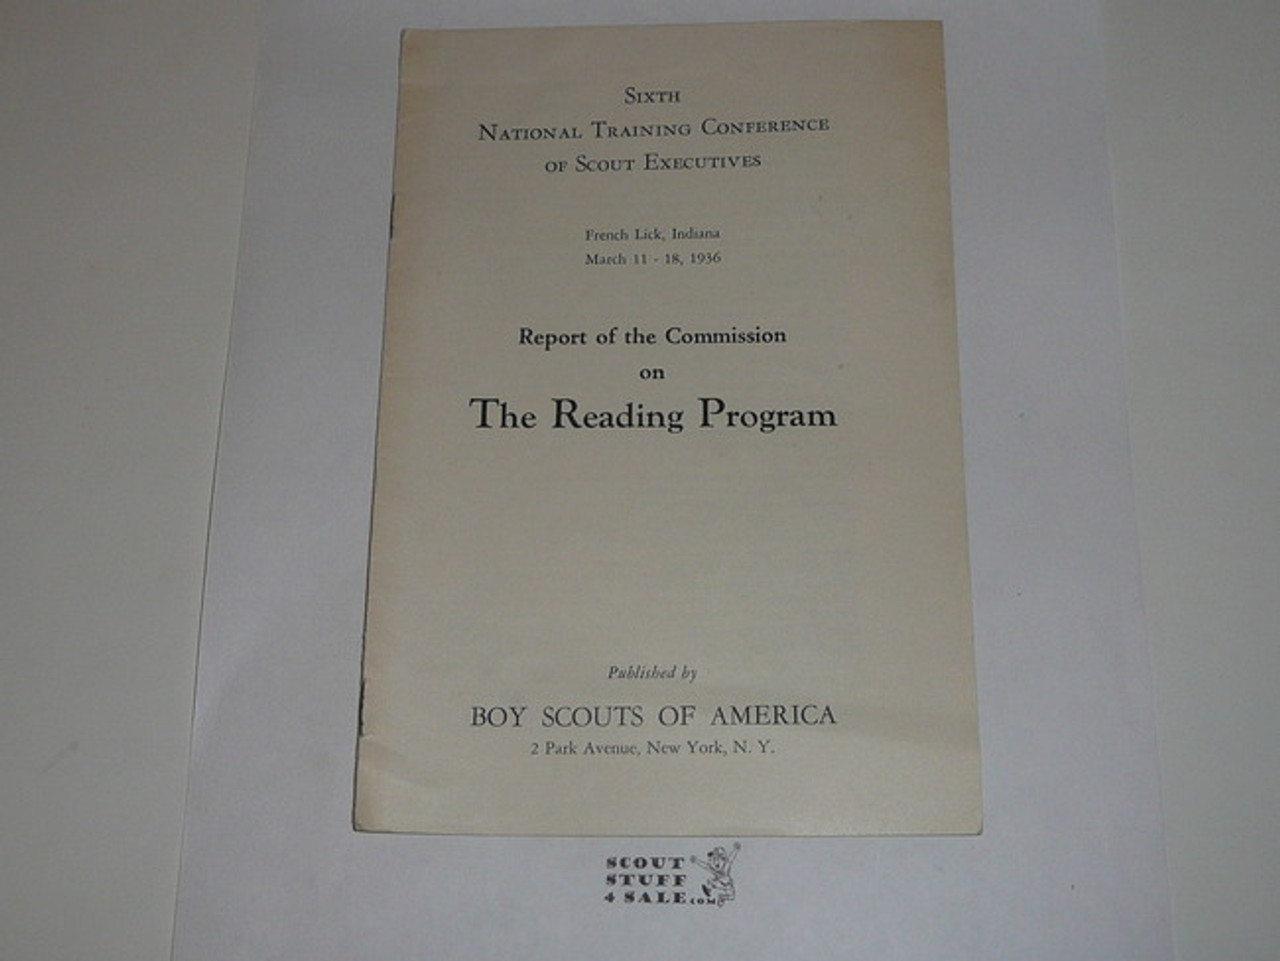 Sixth
National Training Conference
of Scout Executives
French Lick, Indiana
March 11 - 18, 1936
Report of the Commission
on
The Reading Program
Published by
BOY SCOUTS OF AMERICA
2 Park Avenue, New York, N. Y.
SCOUT
STUFF
4 SALE.COM